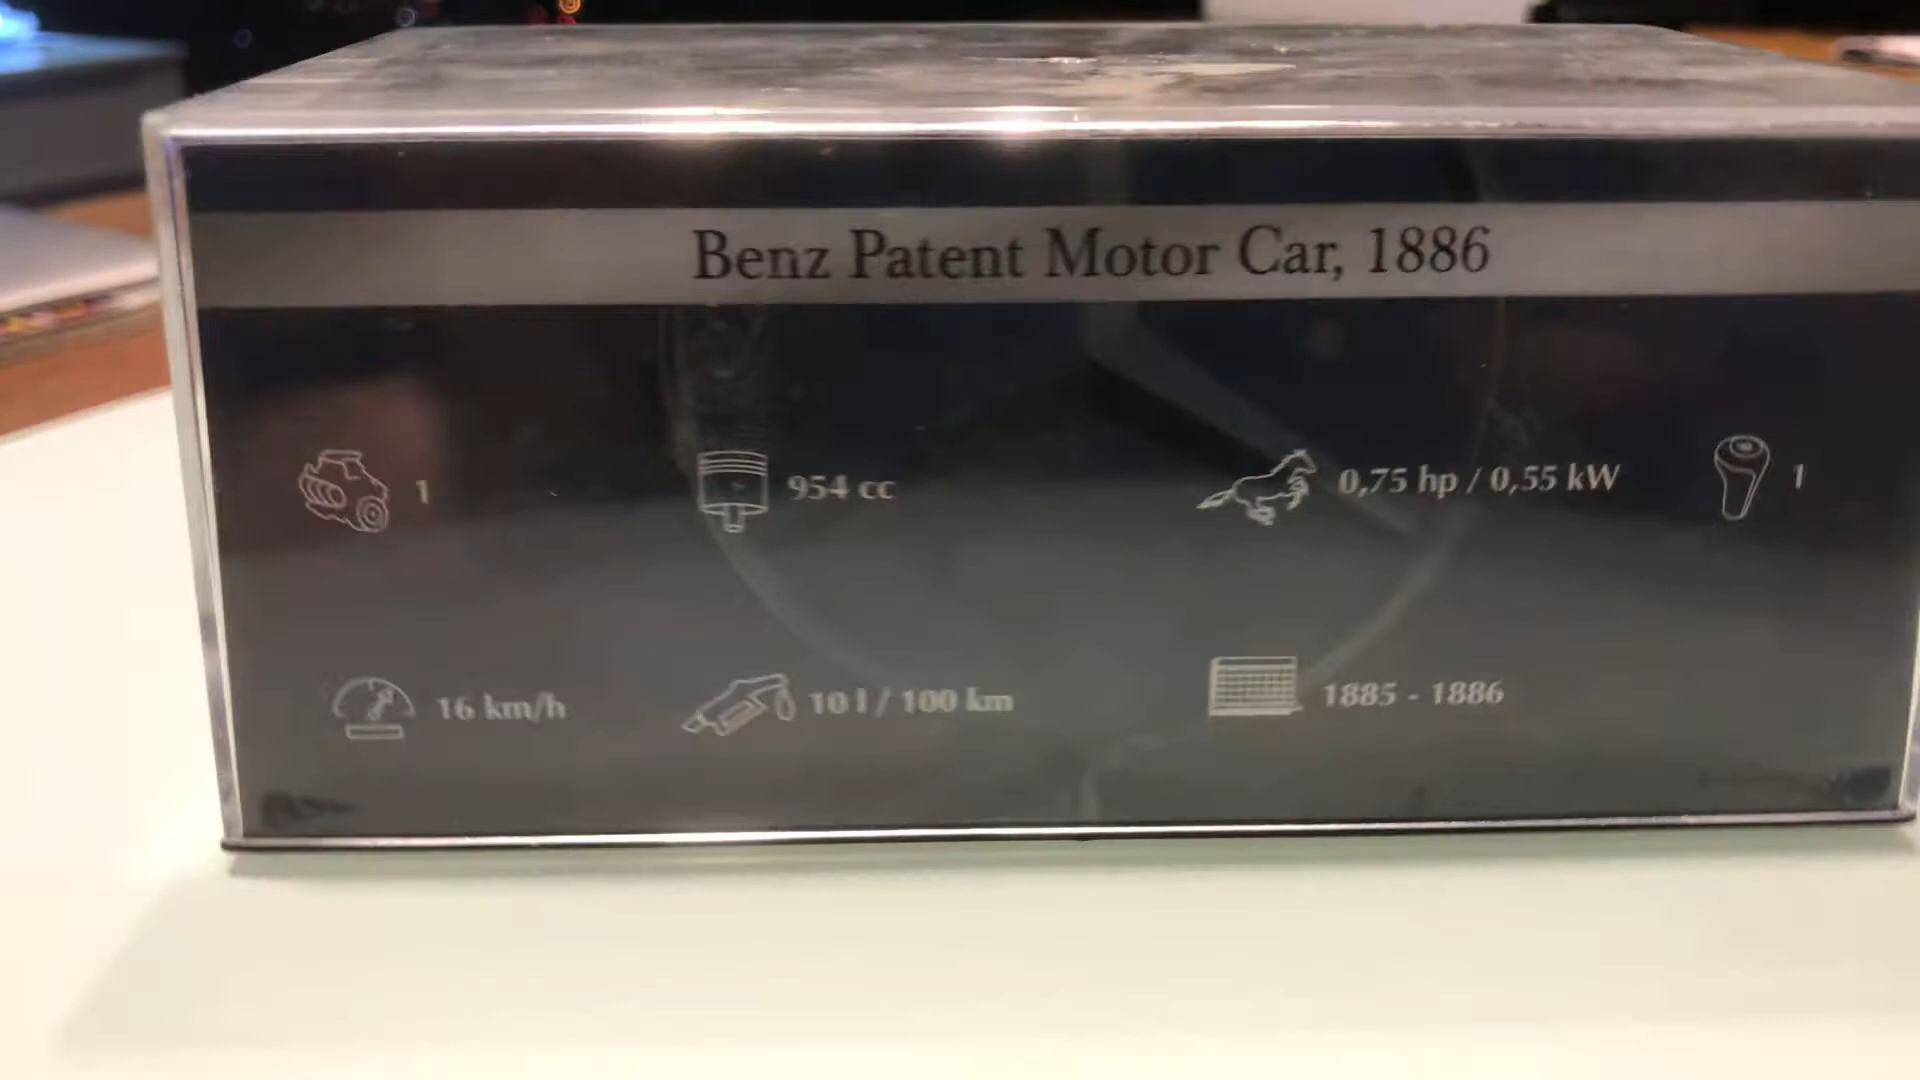 Benz Patent Motor Car, 1886
1
954 cc
0,75 hp / 0,55 kW
1
16 km/h
10 l / 100 km
1885 - 1886